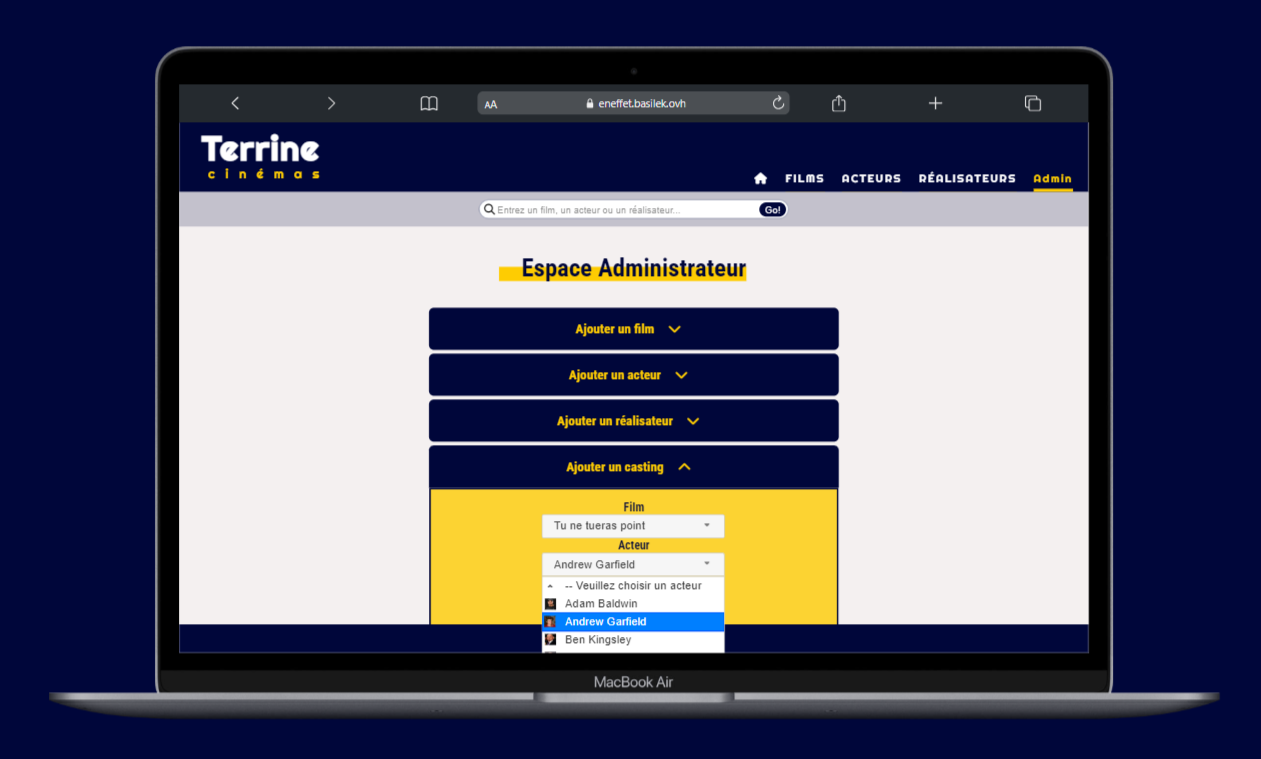 AA eneffet.basilek.ovh
Terrine
cinémas
FILMS ACTEURS RÉALISATEURS Admin
Entrez un film, un acteur ou un réalisateur... Go!
Espace Administrateur
Ajouter un film
Ajouter un acteur
Ajouter un réalisateur
Ajouter un casting
Film
Tu ne tueras point
Acteur
Andrew Garfield
-- Veuillez choisir un acteur
Adam Baldwin
Andrew Garfield
Ben Kingsley
MacBook Air